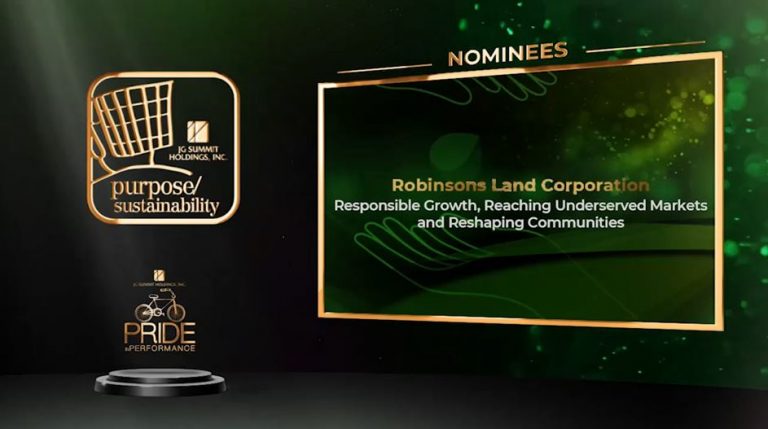 NOMINEES
JG SUMMIT
HOLDINGS, INC.
purpose/
sustainability
Robinsons Land Corporation
Responsible Growth, Reaching Underserved Markets
and Reshaping Communities
JG SUMMIT HOLDINGS, INC.
PRIDE
in PERFORMANCE